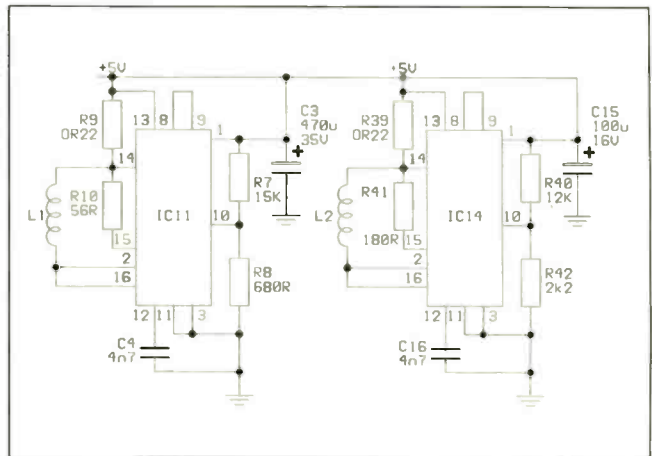 +5V
R9
0R22
13 8 9
1
14
C3
470u
35V
+
R7
15K
L1
R10
56R
IC11
10
15
2
16
R8
680R
12 11 3
C4
4n7
+5V
R39
0R22
13 8 9
1
14
C15
100u
16V
+
R40
12K
L2
R41
180R
IC14
10
15
2
16
R42
2k2
12 11 3
C16
4n7